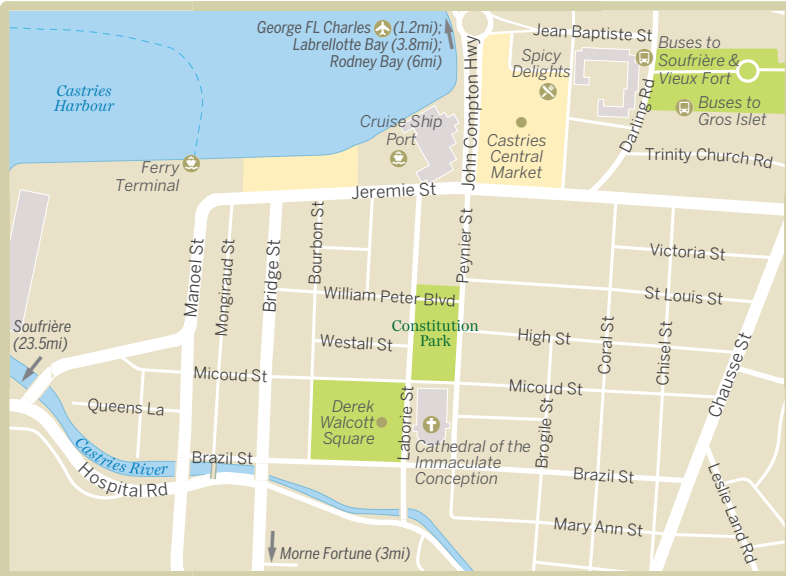 George FL Charles (1.2mi);
Labrellotte Bay (3.8mi);
Rodney Bay (6mi)
Jean Baptiste St
Buses to
Soufrière &
Vieux Fort
Spicy
Delights
Castries
Harbour
John Compton Hwy
Darling Rd
Buses to
Gros Islet
Cruise Ship
Port
Castries
Central
Market
Trinity Church Rd
Ferry
Terminal
Jeremie St
Manoel St
Mongiraud St
Bridge St
Bourbon St
Peynier St
Victoria St
William Peter Blvd
St Louis St
Soufrière
(23.5mi)
Constitution
Park
Westall St
High St
Coral St
Chisel St
Chausse St
Micoud St
Micoud St
Queens La
Derek
Walcott
Square
Laborie St
Brogile St
Cathedral of the
Immaculate
Conception
Castries River
Brazil St
Brazil St
Hospital Rd
Leslie Land Rd
Mary Ann St
Morne Fortune (3mi)